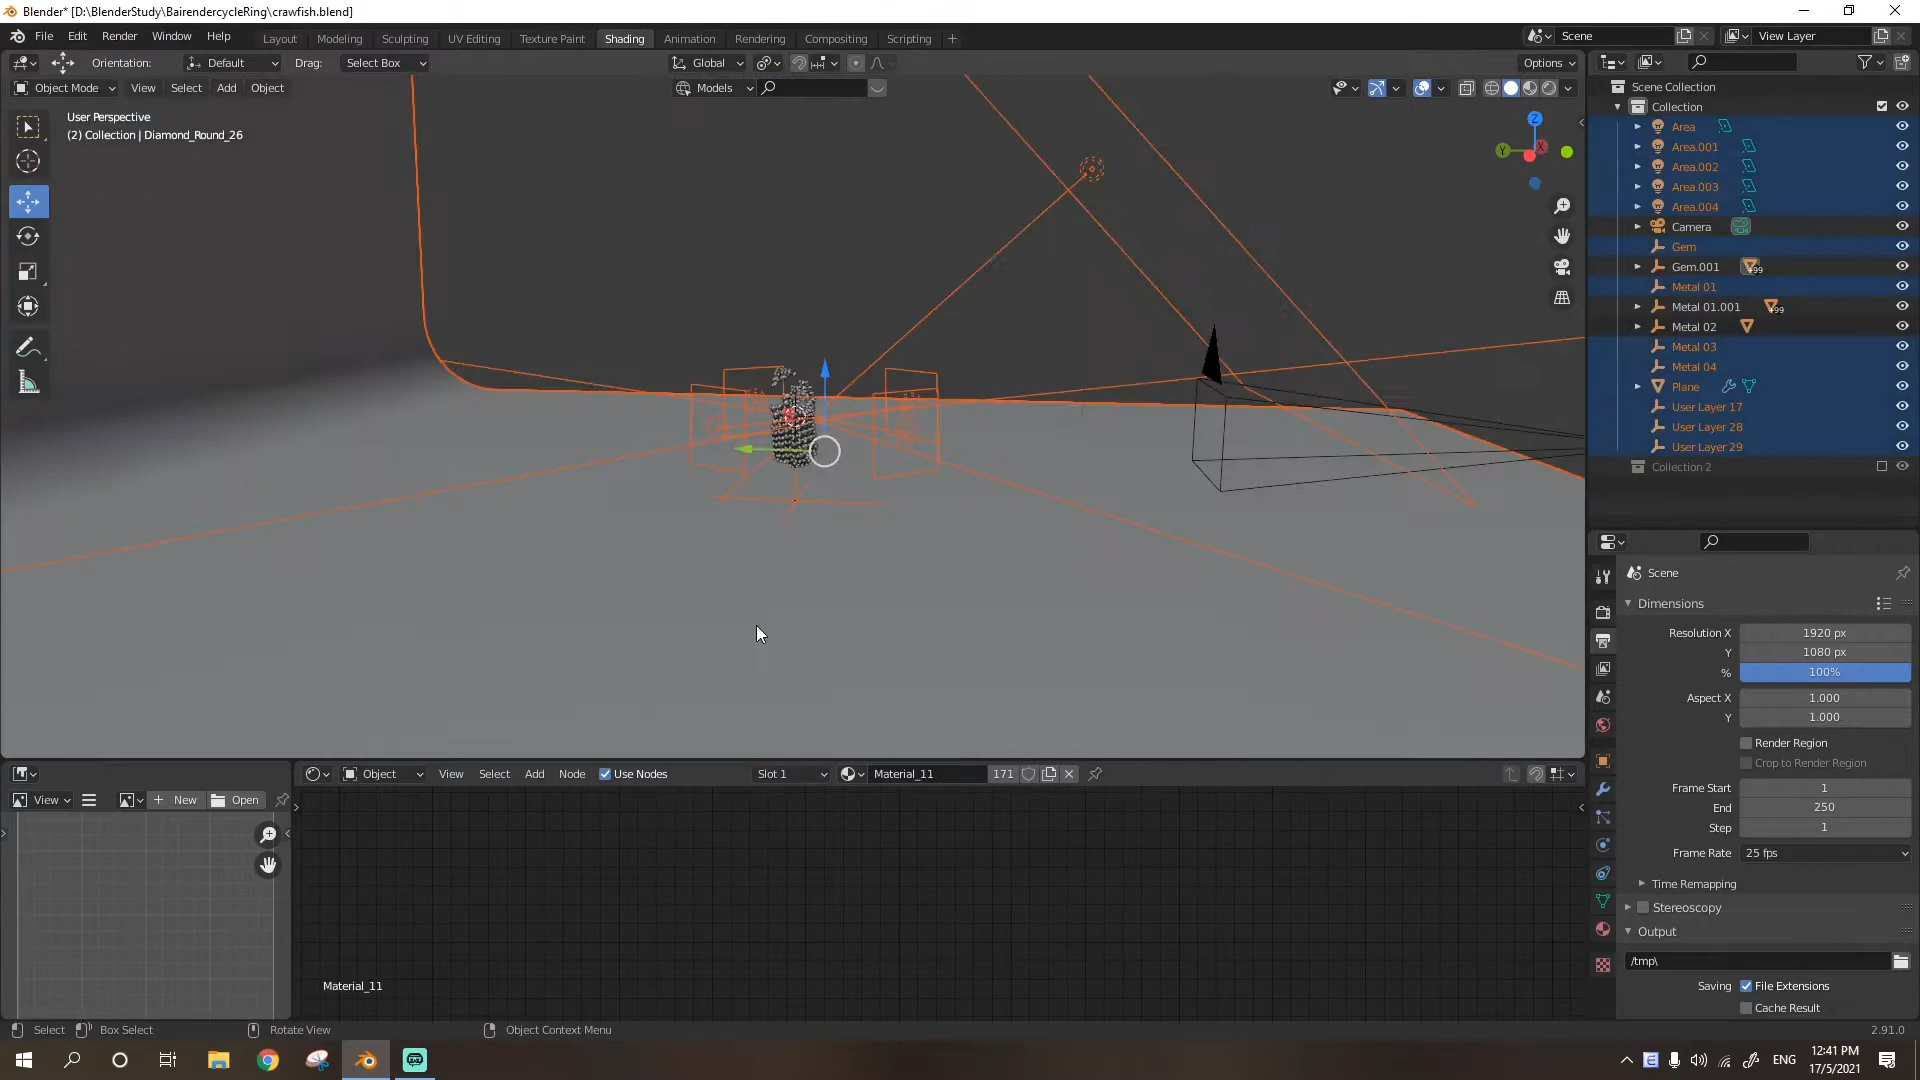 Blender* [D:\BlenderStudy\BairendercycleRing\crawfish.blend]
File Edit Render Window Help Layout Modeling Sculpting UV Editing Texture Paint Shading Animation Rendering Compositing Scripting + Scene View Layer
Orientation: Default Drag: Select Box Global Options
Object Mode View Select Add Object Models
User Perspective
(2) Collection | Diamond_Round_26
Z
Y X
Scene Collection
Collection
Area
Area.001
Area.002
Area.003
Area.004
Camera
Gem
Gem.001 +99
Metal 01
Metal 01.001 +99
Metal 02
Metal 03
Metal 04
Plane
User Layer 17
User Layer 28
User Layer 29
Collection 2
Scene
Dimensions
Resolution X 1920 px
Y 1080 px
% 100%
Aspect X 1.000
Y 1.000
Render Region
Crop to Render Region
Frame Start 1
End 250
Step 1
Frame Rate 25 fps
Time Remapping
Stereoscopy
Output
/tmp\
Saving File Extensions
Cache Result
Object View Select Add Node Use Nodes Slot 1 Material_11 171
View + New Open
Material_11
Select Box Select Rotate View Object Context Menu 2.91.0
ENG 12:41 PM
17/5/2021